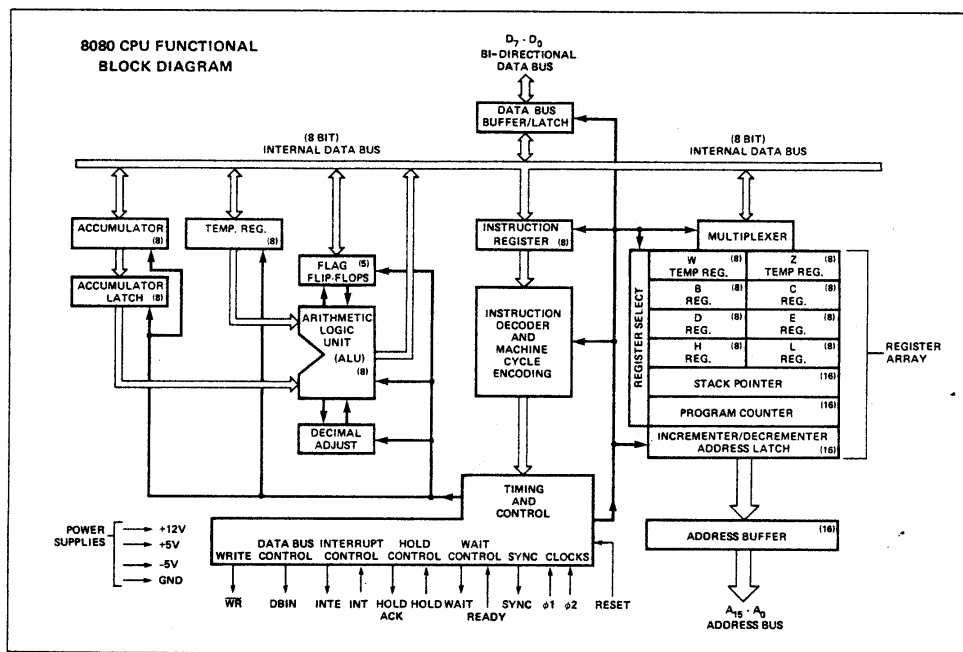 8080 CPU FUNCTIONAL
BLOCK DIAGRAM
D7 - D0
BI-DIRECTIONAL
DATA BUS
DATA BUS
BUFFER/LATCH
(8 BIT)
INTERNAL DATA BUS
(8 BIT)
INTERNAL DATA BUS
ACCUMULATOR
(8)
TEMP. REG.
(8)
INSTRUCTION
REGISTER (8)
MULTIPLEXER
ACCUMULATOR
LATCH (8)
FLAG (5)
FLIP-FLOPS
ARITHMETIC
LOGIC
UNIT
(ALU)
(8)
DECIMAL
ADJUST
INSTRUCTION
DECODER
AND
MACHINE
CYCLE
ENCODING
REGISTER SELECT
W (8)
TEMP REG.
Z (8)
TEMP REG.
B (8)
REG.
C (8)
REG.
D (8)
REG.
E (8)
REG.
H (8)
REG.
L (8)
REG.
STACK POINTER (16)
PROGRAM COUNTER (16)
INCREMENTER/DECREMENTER
ADDRESS LATCH (16)
REGISTER
ARRAY
TIMING
AND
CONTROL
WRITE
DATA BUS
CONTROL
INTERRUPT
CONTROL
HOLD
CONTROL
WAIT
CONTROL
SYNC
CLOCKS
POWER
SUPPLIES
+12V
+5V
-5V
GND
WR
DBIN
INTE
INT
HOLD
ACK
HOLD
WAIT
READY
SYNC
φ1
φ2
RESET
ADDRESS BUFFER (16)
A15 - A0
ADDRESS BUS